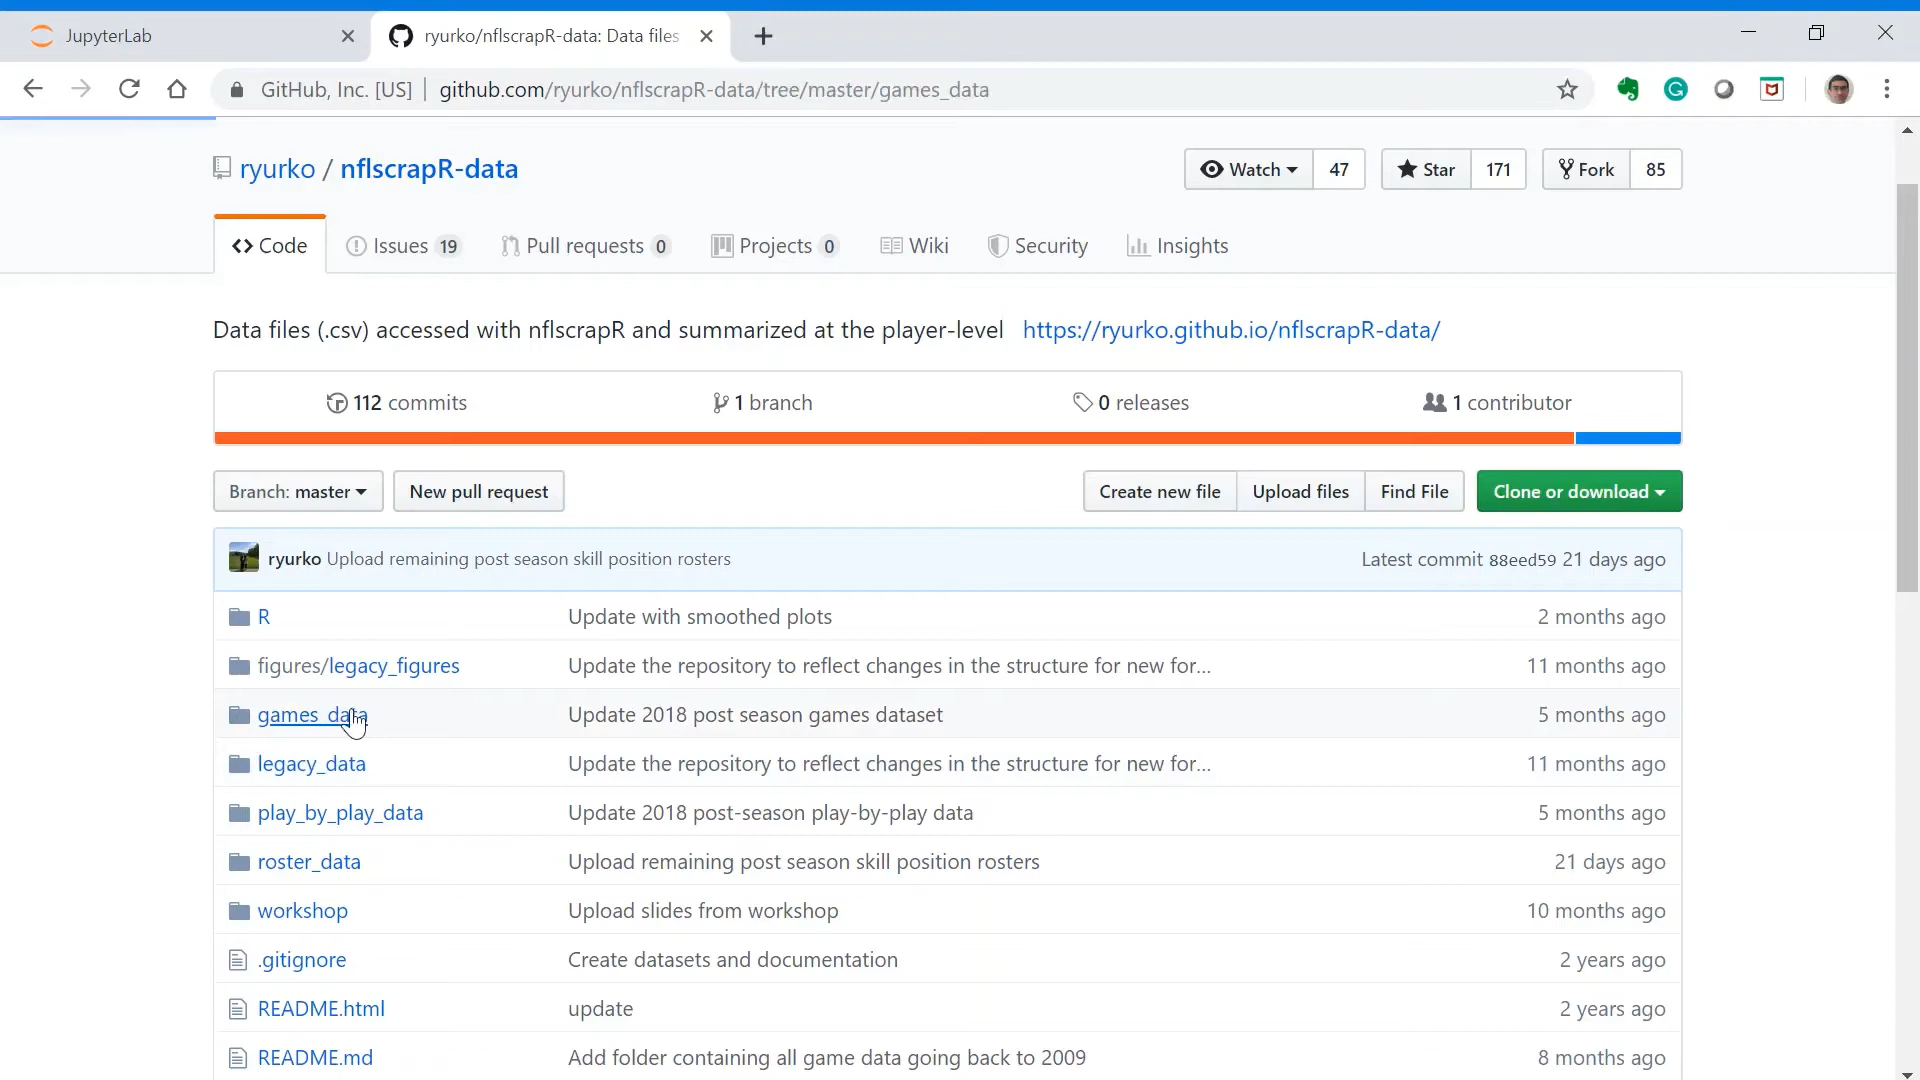 JupyterLab
ryurko/nflscrapR-data: Data files
GitHub, Inc. [US] | github.com/ryurko/nflscrapR-data/tree/master/games_data
ryurko / nflscrapR-data
Watch 47 Star 171 Fork 85
Code Issues 19 Pull requests 0 Projects 0 Wiki Security Insights
Data files (.csv) accessed with nflscrapR and summarized at the player-level https://ryurko.github.io/nflscrapR-data/
112 commits 1 branch 0 releases 1 contributor
Branch: master New pull request Create new file Upload files Find File Clone or download
ryurko Upload remaining post season skill position rosters Latest commit 88eed59 21 days ago
R Update with smoothed plots 2 months ago
figures/legacy_figures Update the repository to reflect changes in the structure for new for... 11 months ago
games_data Update 2018 post season games dataset 5 months ago
legacy_data Update the repository to reflect changes in the structure for new for... 11 months ago
play_by_play_data Update 2018 post-season play-by-play data 5 months ago
roster_data Upload remaining post season skill position rosters 21 days ago
workshop Upload slides from workshop 10 months ago
.gitignore Create datasets and documentation 2 years ago
README.html update 2 years ago
README.md Add folder containing all game data going back to 2009 8 months ago